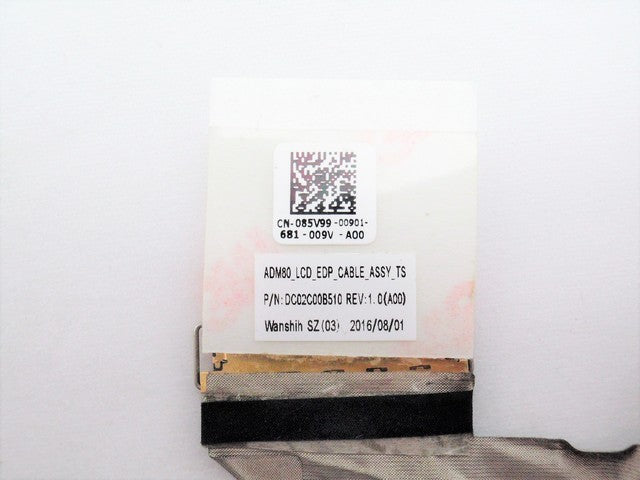 CN-085V99-00901-
681-009V -A00
ADM80_LCD_EDP_CABLE_ASSY_TS
P/N:DC02C00B510 REV:1.0(A00)
Wanshih SZ(03) 2016/08/01